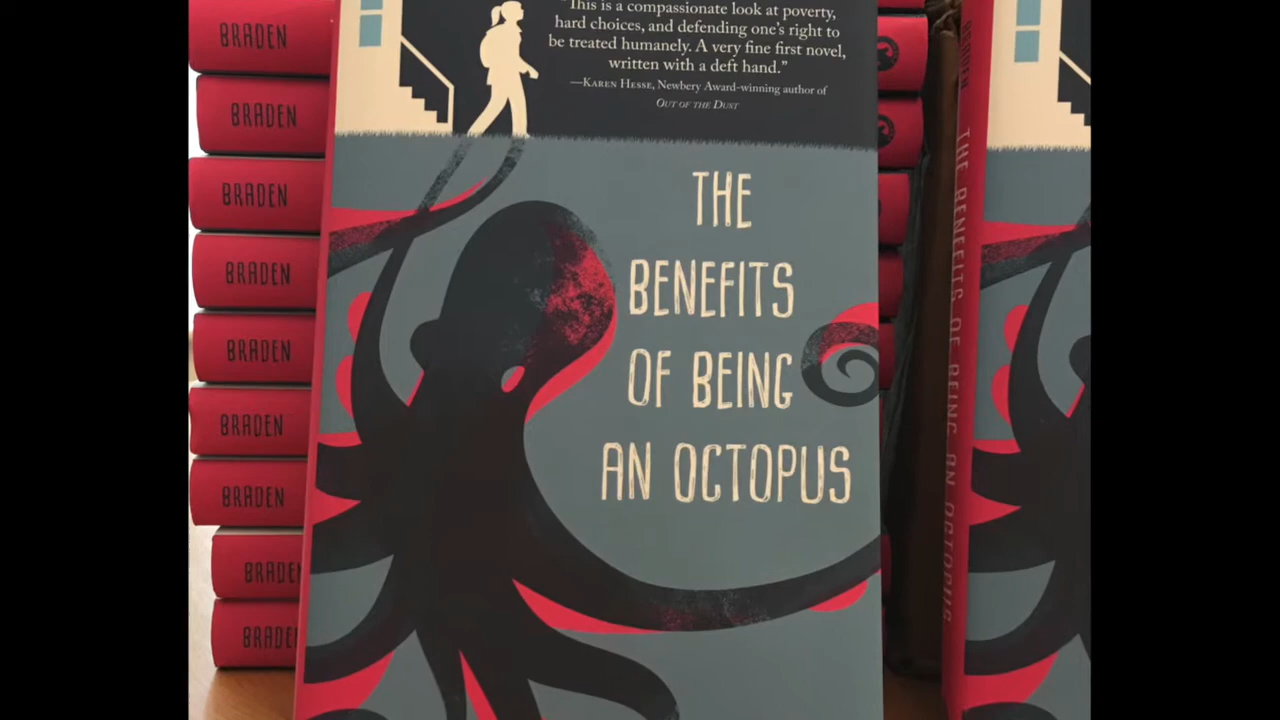 "This is a compassionate look at poverty,
hard choices, and defending one's right to
be treated humanely. A very fine first novel,
written with a deft hand."
—KAREN HESSE, Newbery Award-winning author of
OUT OF THE DUST
THE
BENEFITS
OF BEING
AN OCTOPUS
BRADEN
BRADEN
BRADEN
BRADEN
BRADEN
BRADEN
BRADEN
BRADEN
BRADEN
BRADEN THE BENEFITS OF BEING AN OCTOPUS